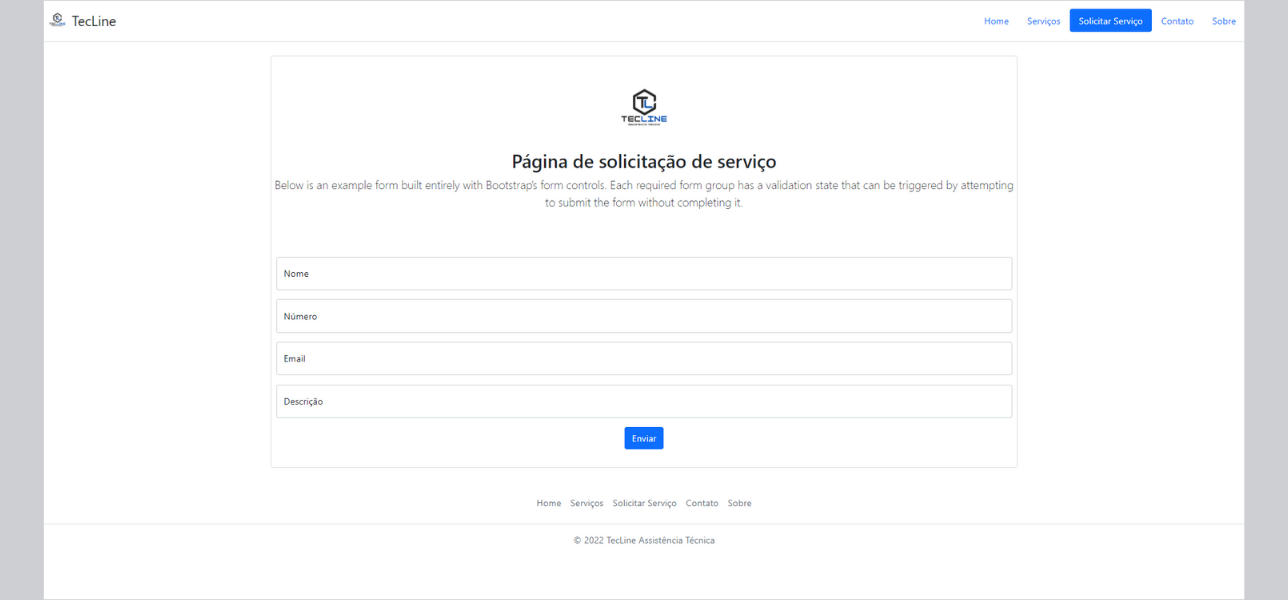 TecLine
Home Serviços Solicitar Serviço Contato Sobre
TL
TECLINE
Página de solicitação de serviço
Below is an example form built entirely with Bootstrap's form controls. Each required form group has a validation state that can be triggered by attempting
to submit the form without completing it.
Nome
Número
Email
Descrição
Enviar
Home Serviços Solicitar Serviço Contato Sobre
© 2022 TecLine Assistência Técnica